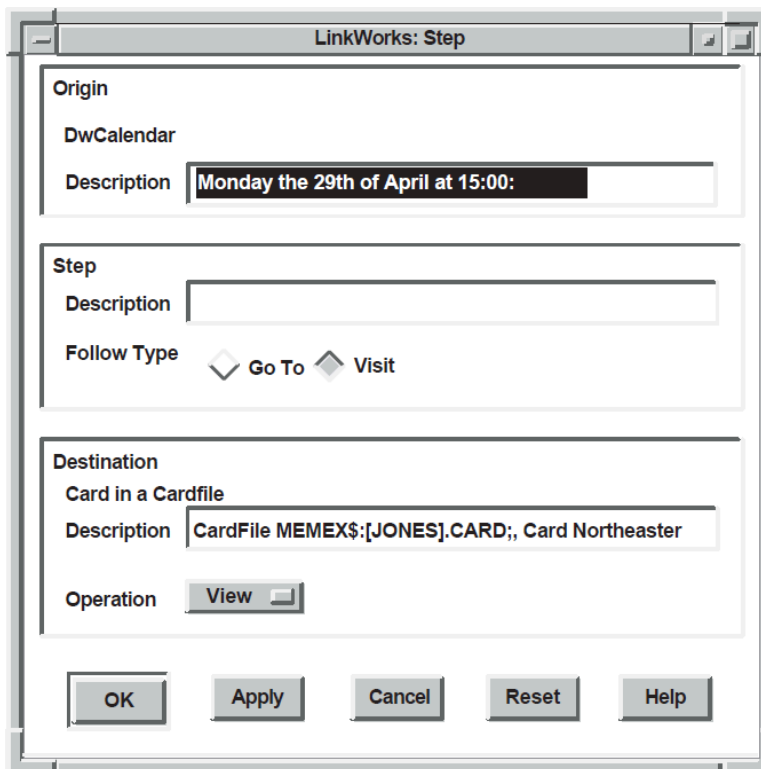 LinkWorks: Step
Origin
DwCalendar
Description Monday the 29th of April at 15:00:
Step
Description
Follow Type Go To Visit
Destination
Card in a Cardfile
Description CardFile MEMEX$:[JONES].CARD;, Card Northeaster
Operation View
OK Apply Cancel Reset Help